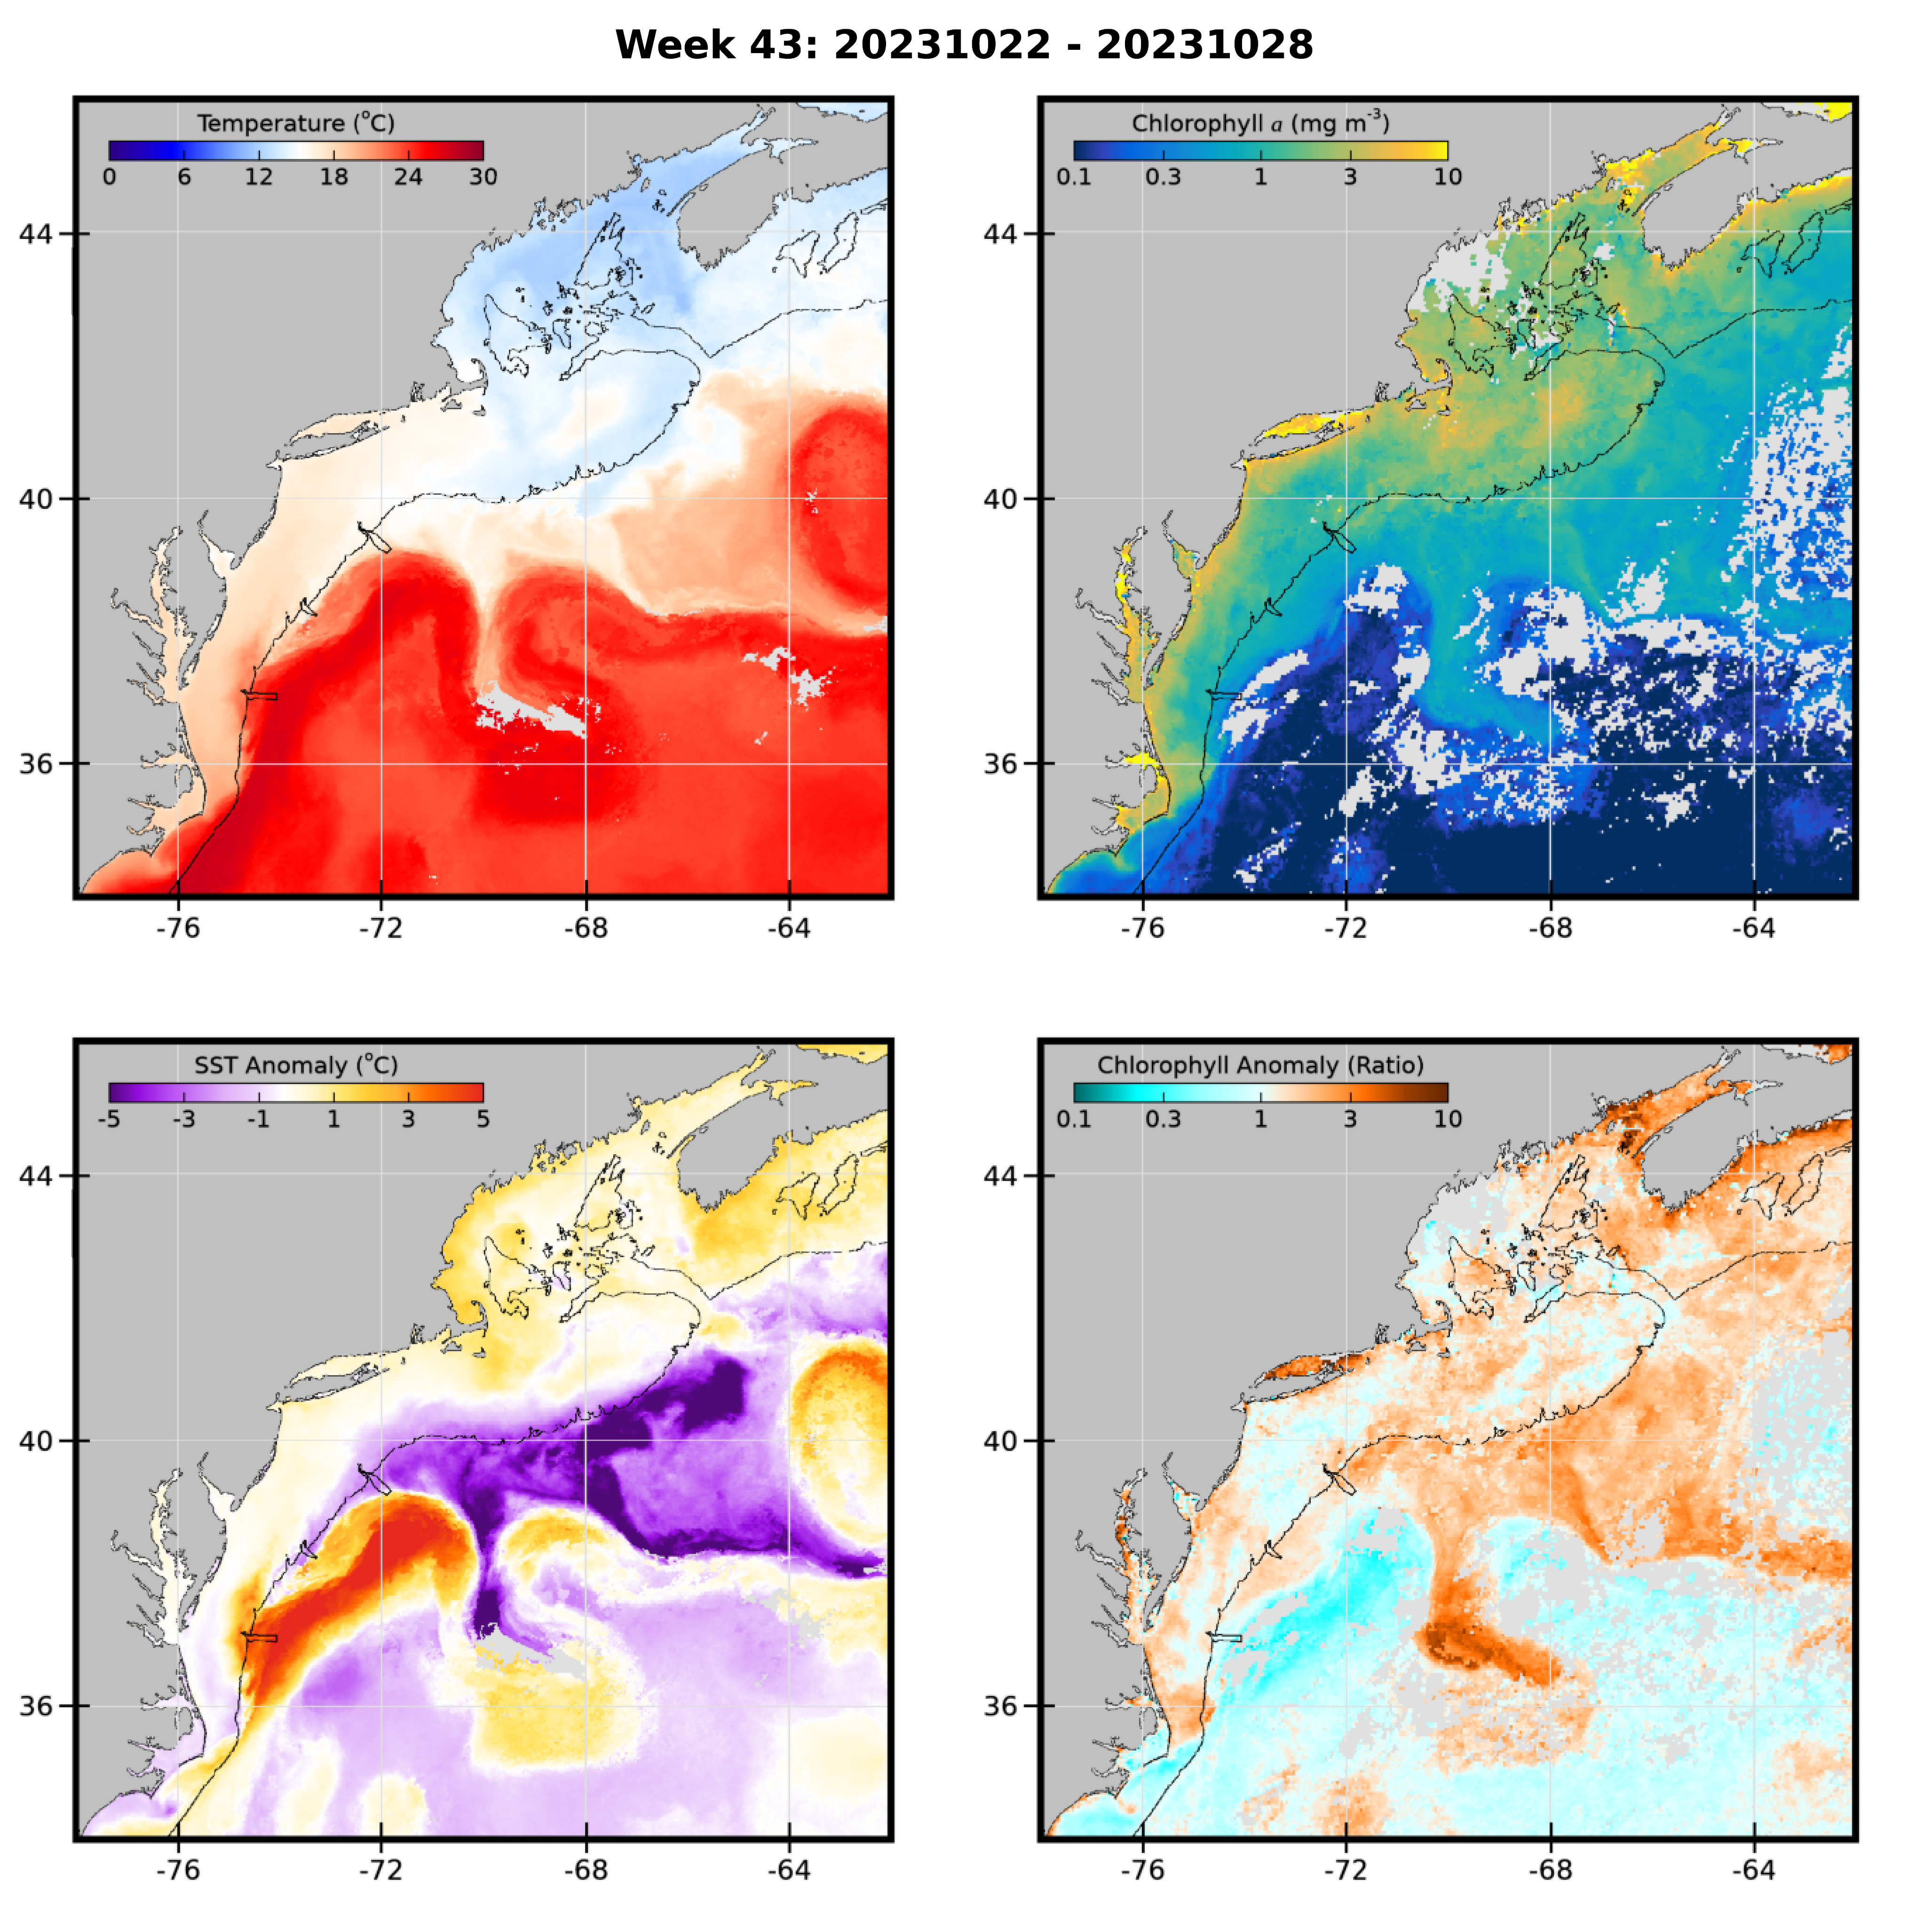 Week 43: 20231022 - 20231028
Temperature (°C)
0 6 12 18 24 30
44
40
36
-76 -72 -68 -64
Chlorophyll a (mg m-3)
0.1 0.3 1 3 10
44
40
36
-76 -72 -68 -64
SST Anomaly (°C)
-5 -3 -1 1 3 5
44
40
36
-76 -72 -68 -64
Chlorophyll Anomaly (Ratio)
0.1 0.3 1 3 10
44
40
36
-76 -72 -68 -64